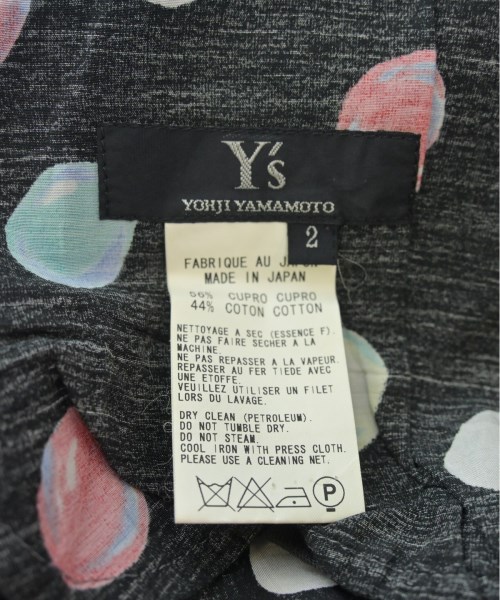 Y's
YOHJI YAMAMOTO
2
FABRIQUE AU JAPON
MADE IN JAPAN
56% CUPRO CUPRO
44% COTON COTTON
NETTOYAGE A SEC (ESSENCE F).
NE PAS FAIRE SECHER A LA
MACHINE.
NE PAS REPASSER A LA VAPEUR.
REPASSER AU FER TIEDE AVEC
UNE ETOFFE.
VEUILLEZ UTILISER UN FILET
LORS DU LAVAGE.
DRY CLEAN (PETROLEUM).
DO NOT TUMBLE DRY.
DO NOT STEAM.
COOL IRON WITH PRESS CLOTH.
PLEASE USE A CLEANING NET.
P